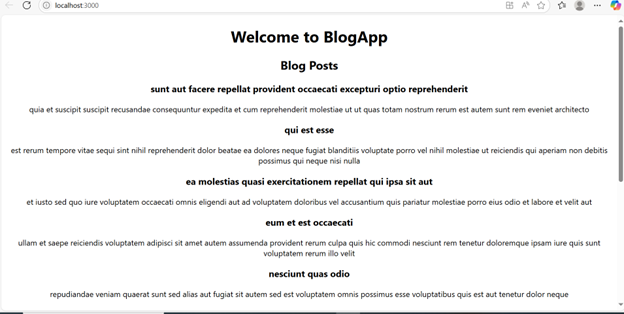 localhost:3000
Welcome to BlogApp
Blog Posts
sunt aut facere repellat provident occaecati excepturi optio reprehenderit
quia et suscipit suscipit recusandae consequuntur expedita et cum reprehenderit molestiae ut ut quas totam nostrum rerum est autem sunt rem eveniet architecto
qui est esse
est rerum tempore vitae sequi sint nihil reprehenderit dolor beatae ea dolores neque fugiat blanditiis voluptate porro vel nihil molestiae ut reiciendis qui aperiam non debitis
possimus qui neque nisi nulla
ea molestias quasi exercitationem repellat qui ipsa sit aut
et iusto sed quo iure voluptatem occaecati omnis eligendi aut ad voluptatem doloribus vel accusantium quis pariatur molestiae porro eius odio et labore et velit aut
eum et est occaecati
ullam et saepe reiciendis voluptatem adipisci sit amet autem assumenda provident rerum culpa quis hic commodi nesciunt rem tenetur doloremque ipsam iure quis sunt
voluptatem rerum illo velit
nesciunt quas odio
repudiandae veniam quaerat sunt sed alias aut fugiat sit autem sed est voluptatem omnis possimus esse voluptatibus quis est aut tenetur dolor neque